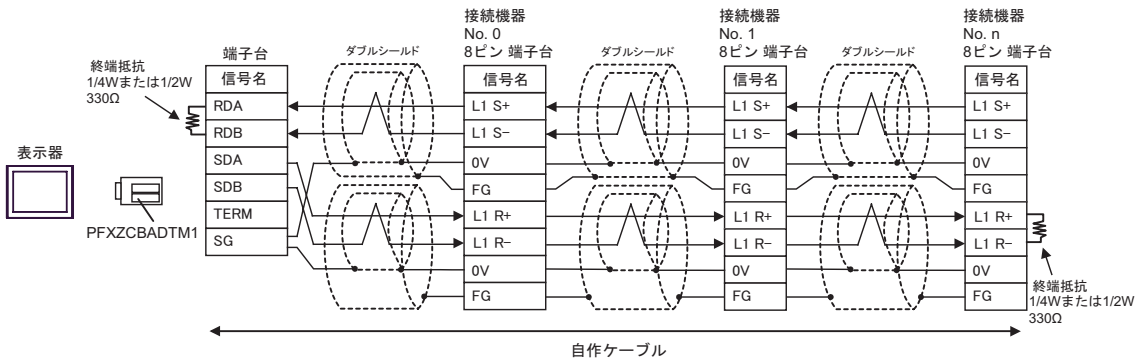 表示器
PFXZCBADTM1
終端抵抗
1/4Wまたは1/2W
330Ω
端子台
信号名
RDA
RDB
SDA
SDB
TERM
SG
ダブルシールド
接続機器
No. 0
8ピン 端子台
信号名
L1 S+
L1 S-
0V
FG
L1 R+
L1 R-
0V
FG
ダブルシールド
接続機器
No. 1
8ピン 端子台
信号名
L1 S+
L1 S-
0V
FG
L1 R+
L1 R-
0V
FG
ダブルシールド
接続機器
No. n
8ピン 端子台
信号名
L1 S+
L1 S-
0V
FG
L1 R+
L1 R-
0V
FG
終端抵抗
1/4Wまたは1/2W
330Ω
自作ケーブル